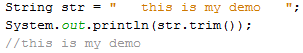 String str = "   this is my demo   ";
System.out.println(str.trim());
//this is my demo